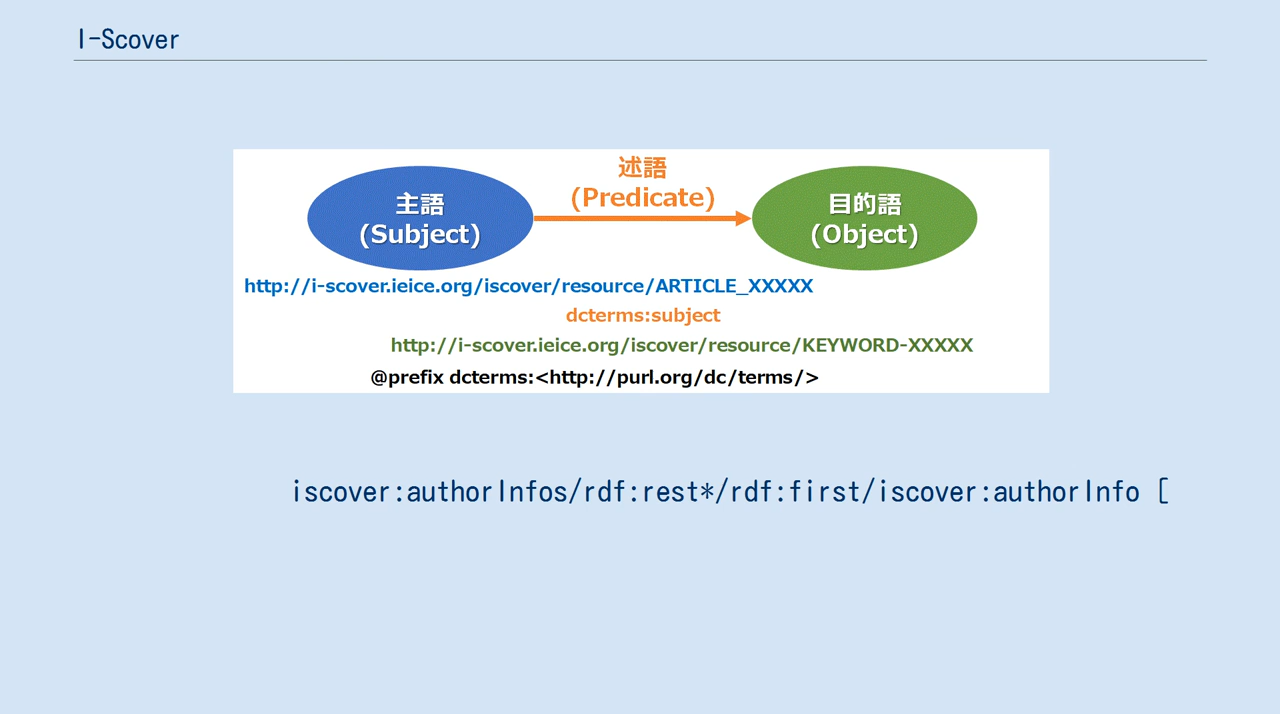 I-Scover
述語
(Predicate)
主語
(Subject)
目的語
(Object)
http://i-scover.ieice.org/iscover/resource/ARTICLE_XXXXX
dcterms:subject
http://i-scover.ieice.org/iscover/resource/KEYWORD-XXXXX
@prefix dcterms:<http://purl.org/dc/terms/>
iscover:authorInfos/rdf:rest*/rdf:first/iscover:authorInfo [